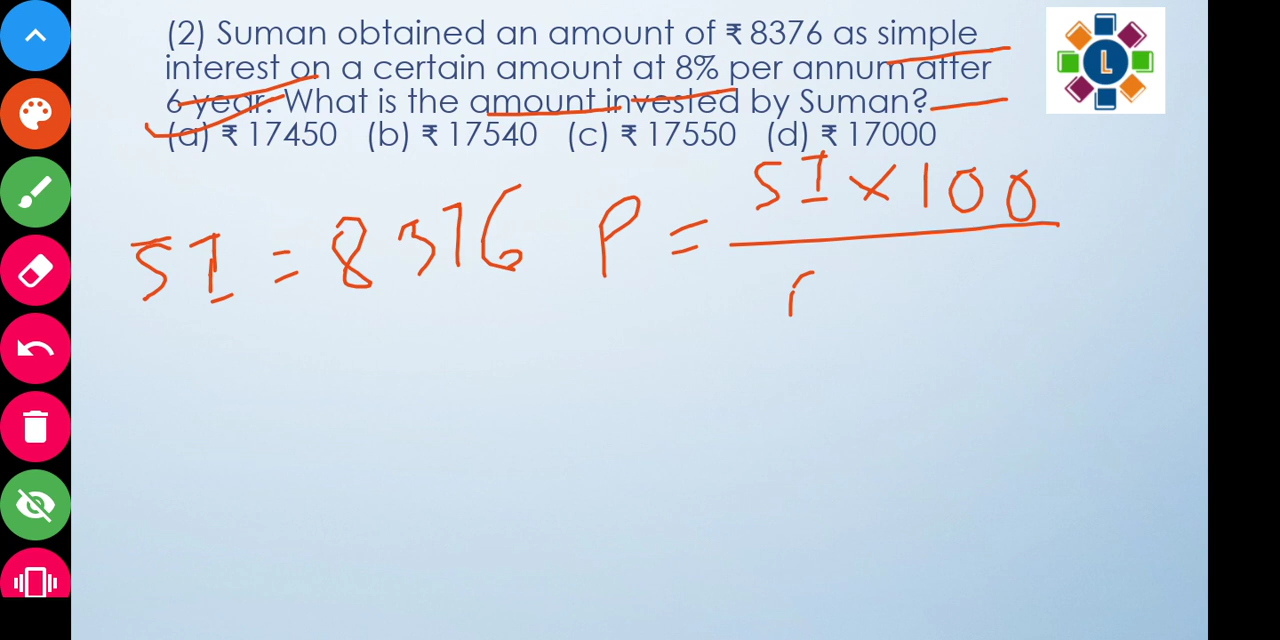 (2) Suman obtained an amount of ₹ 8376 as simple
interest on a certain amount at 8% per annum after
6 year. What is the amount invested by Suman?
(a) ₹ 17450 (b) ₹ 17540 (c) ₹ 17550 (d) ₹ 17000
SI = 8376 P = SI × 100
r
L